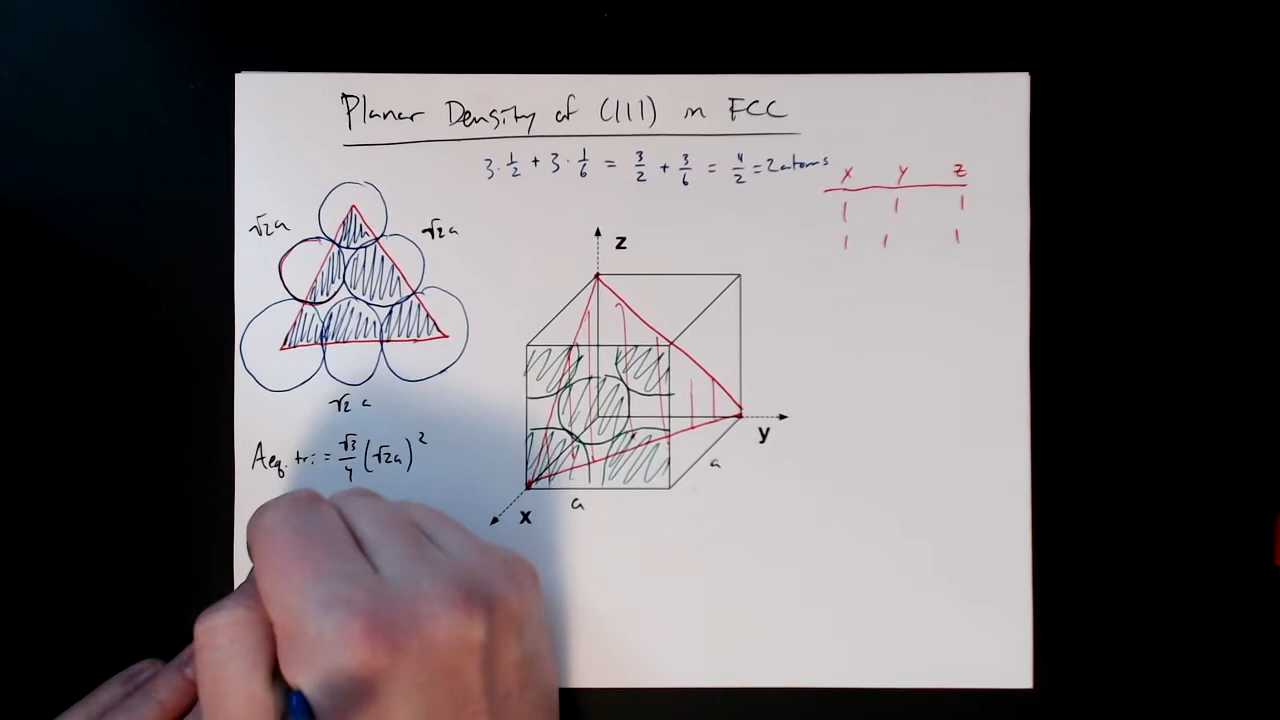 Planar Density of (111) in FCC
3·1/2 + 3·1/6 = 3/2 + 3/6 = 4/2 = 2 atoms
x y z
1 1 1
1 1 1
√2a √2a
√2 a
z
y
x
a
a
A eq. tri = √3/4 (√2a)²